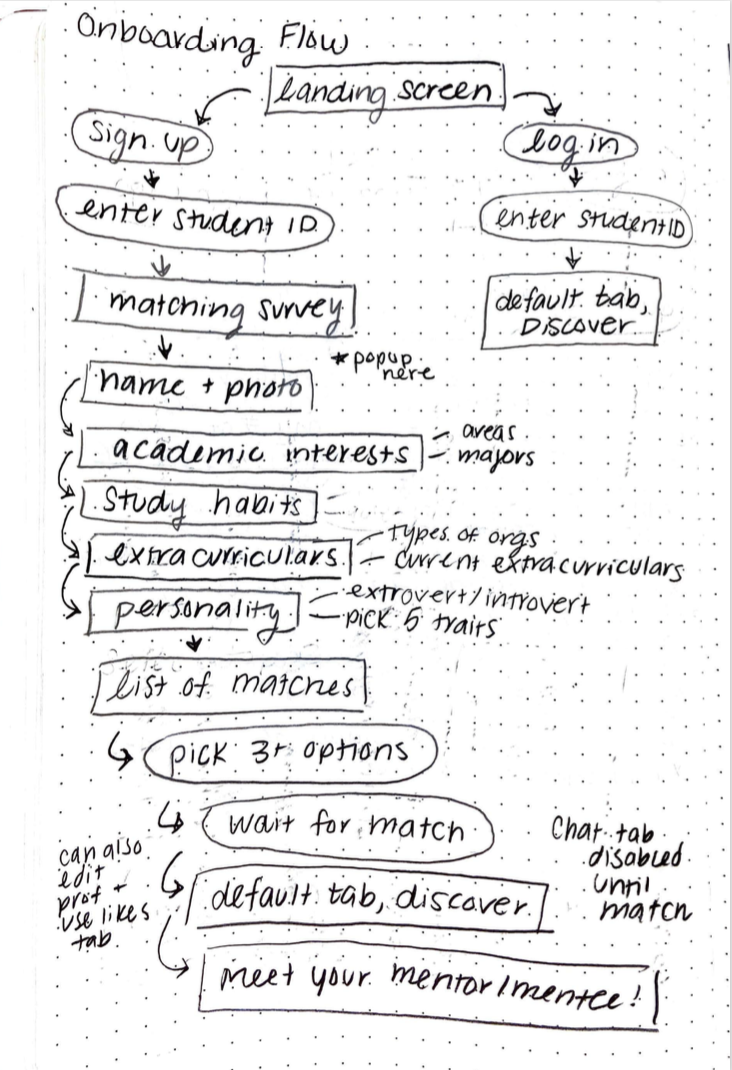 Onboarding Flow
landing screen
sign up
log in
enter student ID
enter student ID
matching survey
default tab,
Discover
*popup
here
name + photo
academic interests
- areas
- majors
study habits
extracurriculars
- types of orgs
- current extracurriculars
personality
- extrovert/introvert
- pick 5 traits
list of matches
pick 3+ options
wait for match
Chat tab
disabled
until
match
can also
edit
prof +
use likes
tab
default tab, discover
meet your mentor/mentee!